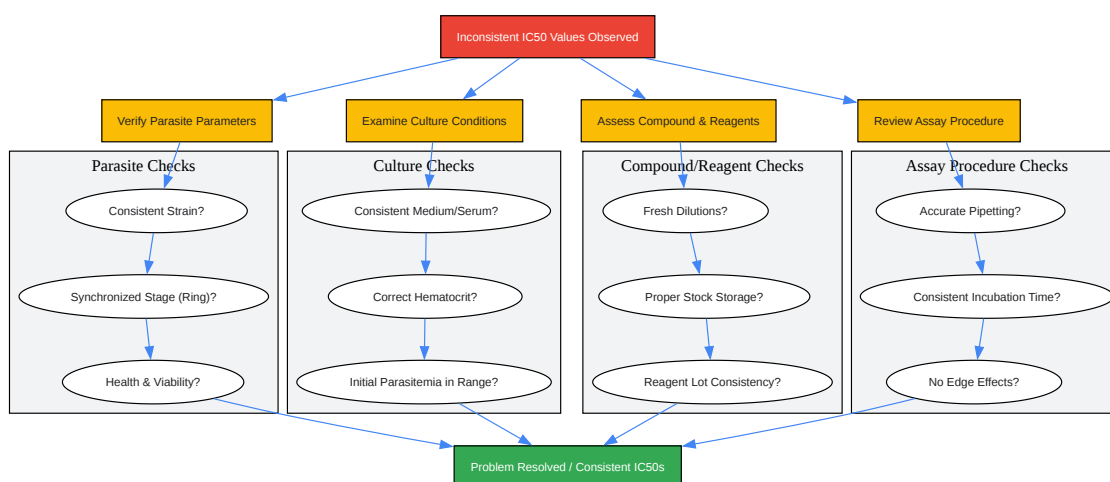 Inconsistent IC50 Values Observed
Verify Parasite Parameters
Examine Culture Conditions
Assess Compound & Reagents
Review Assay Procedure
Parasite Checks
Consistent Strain?
Synchronized Stage (Ring)?
Health & Viability?
Culture Checks
Consistent Medium/Serum?
Correct Hematocrit?
Initial Parasitemia in Range?
Compound/Reagent Checks
Fresh Dilutions?
Proper Stock Storage?
Reagent Lot Consistency?
Assay Procedure Checks
Accurate Pipetting?
Consistent Incubation Time?
No Edge Effects?
Problem Resolved / Consistent IC50s